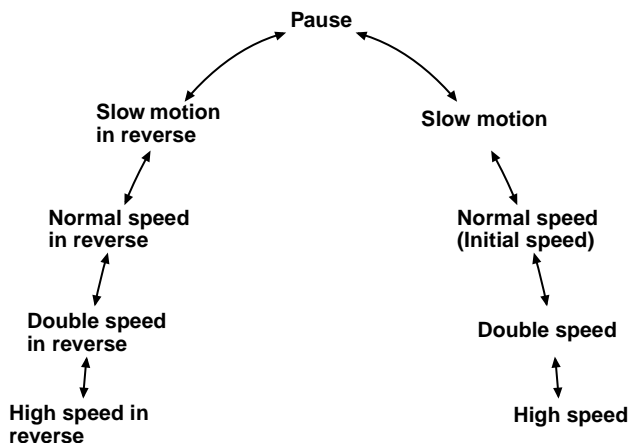 Pause
Slow motion
in reverse
Slow motion
Normal speed
in reverse
Normal speed
(Initial speed)
Double speed
in reverse
Double speed
High speed in
reverse
High speed